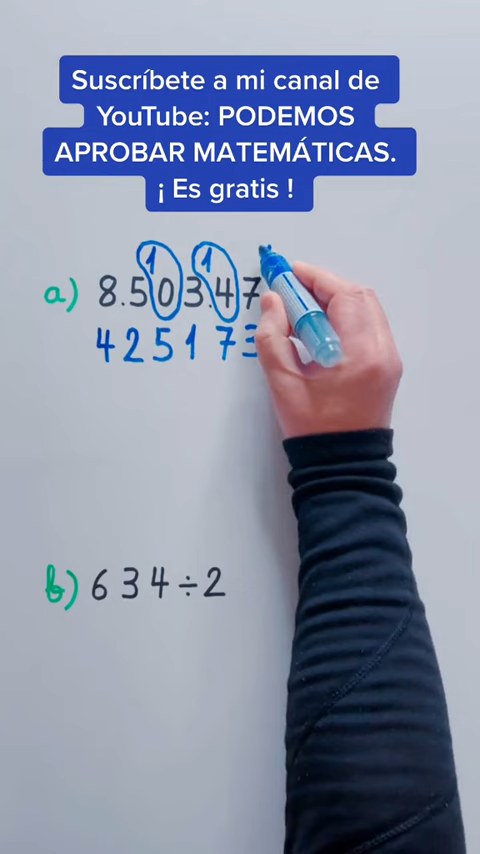 Suscríbete a mi canal de
YouTube: PODEMOS
APROBAR MATEMÁTICAS.
¡ Es gratis !
1 1
a) 8.503.47
425173
b) 634÷2